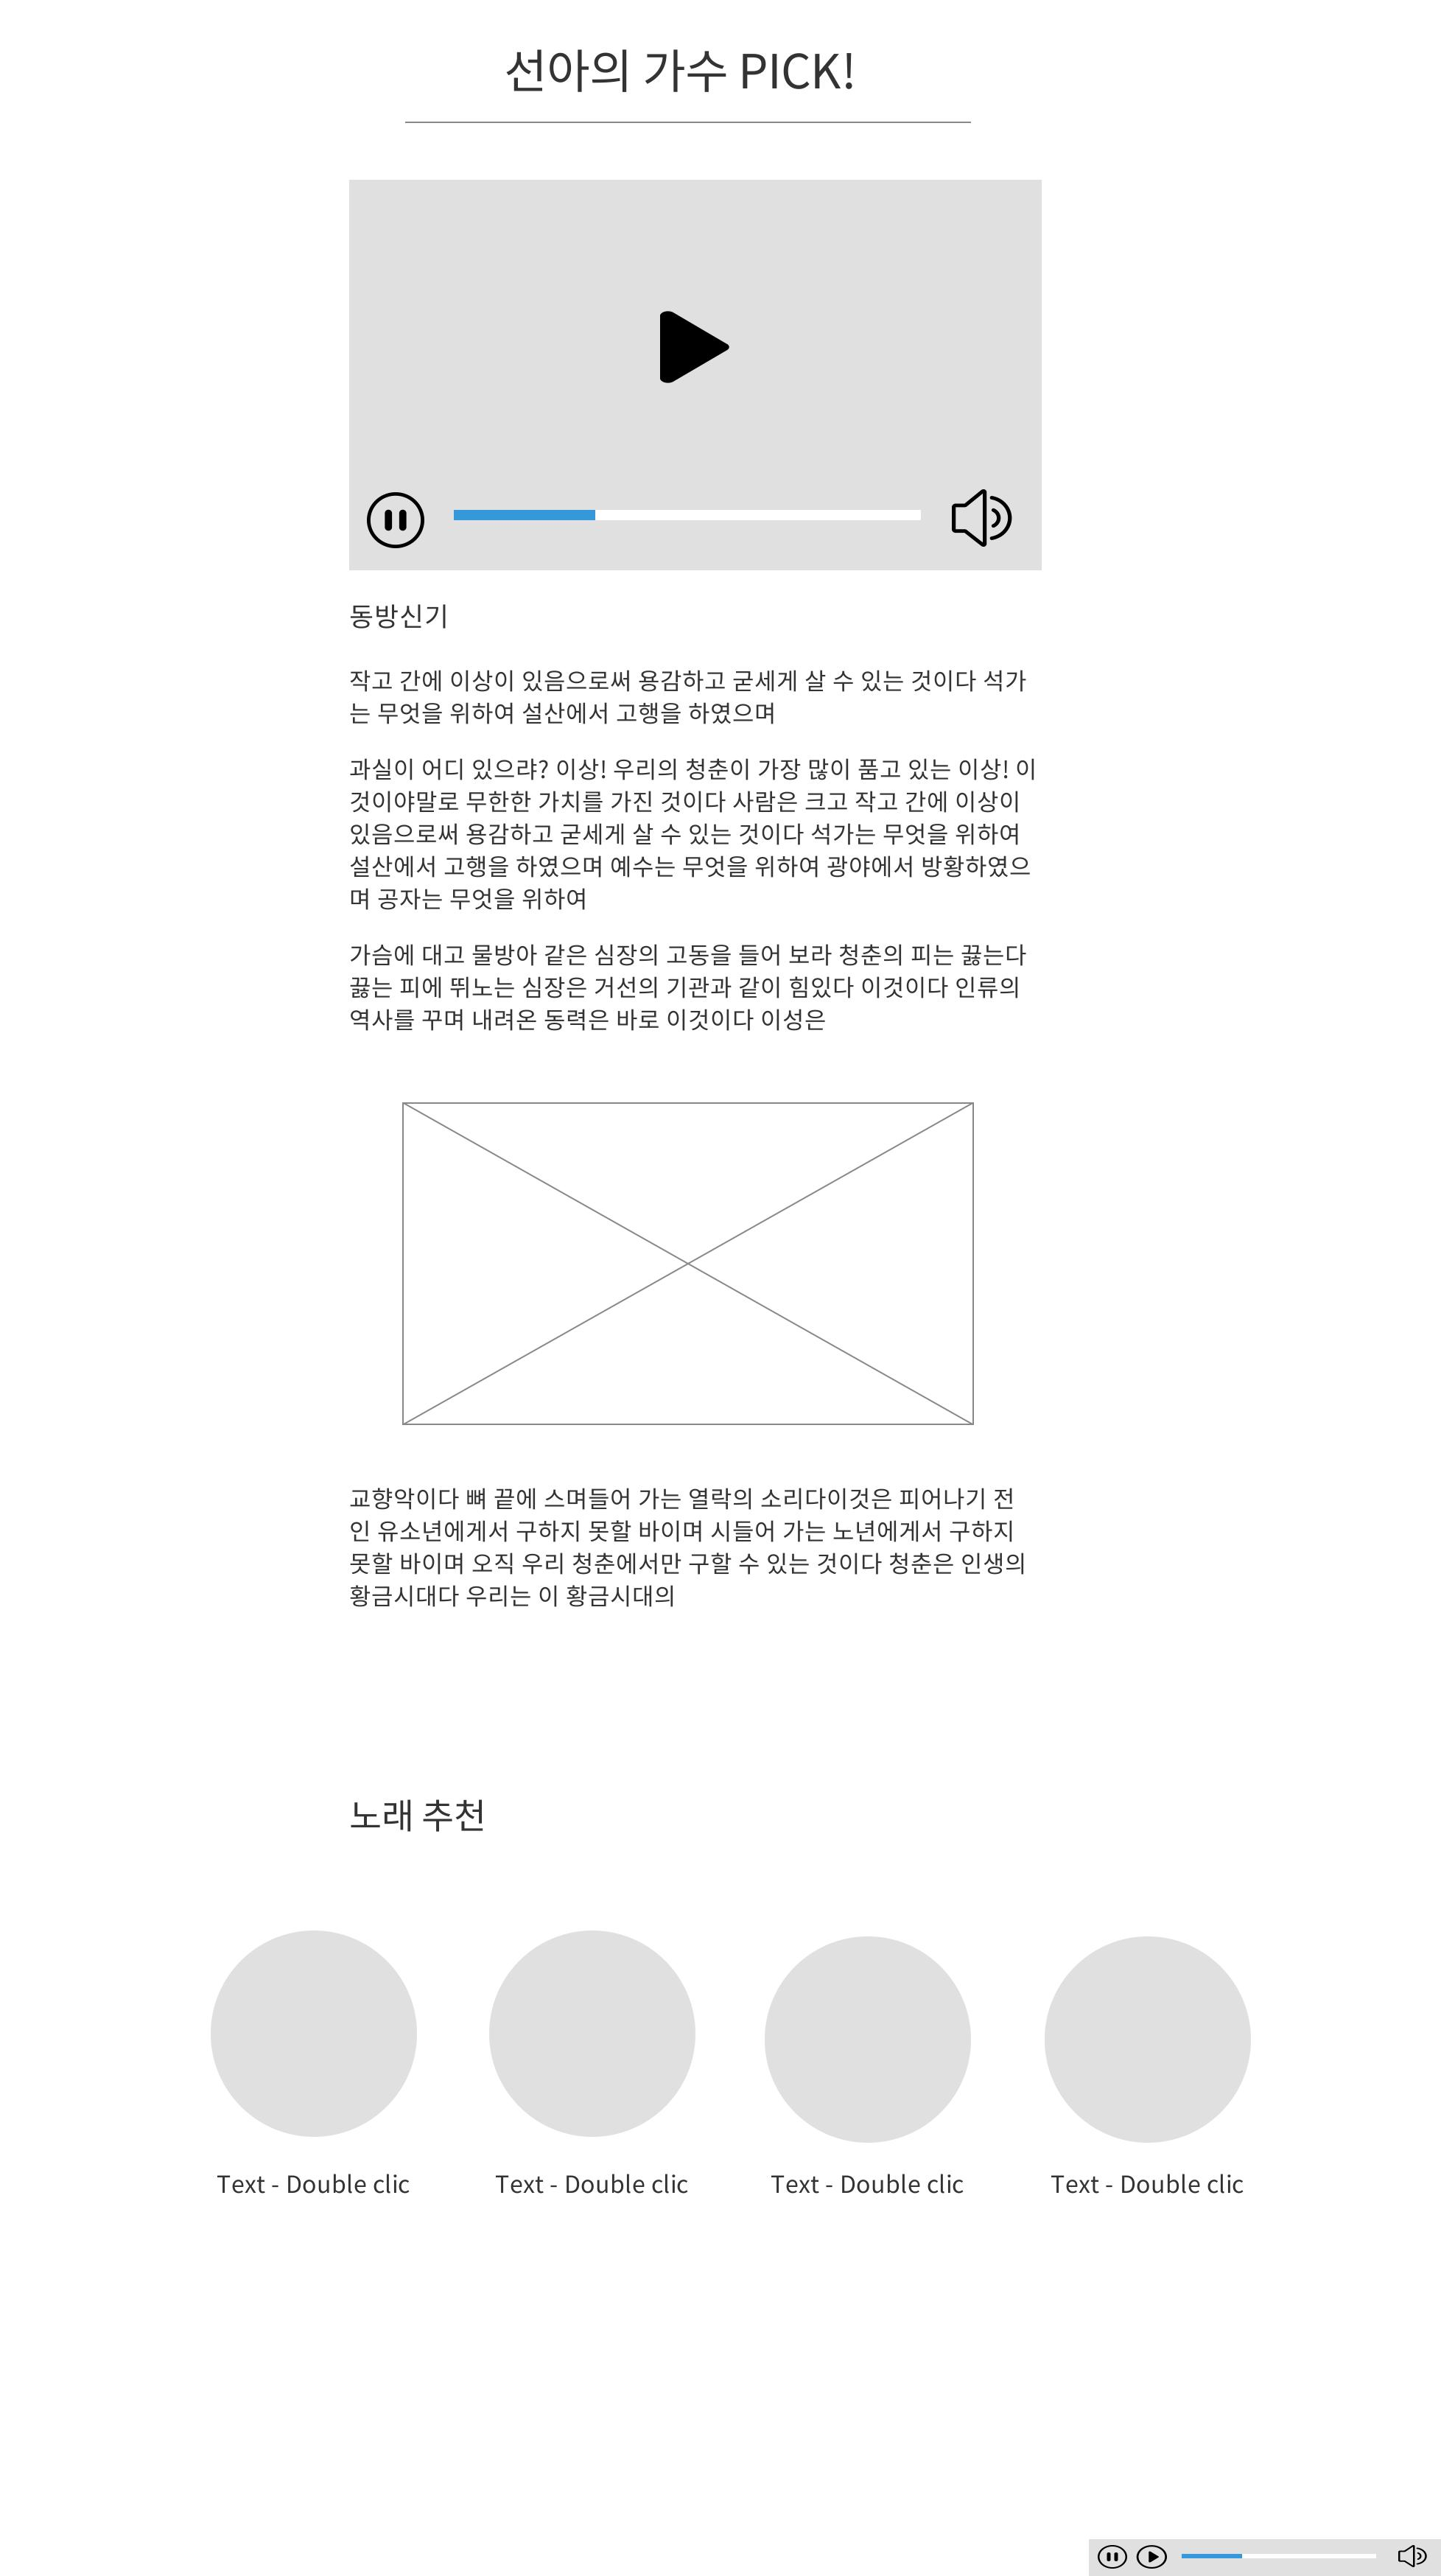 선아의 가수 PICK!
동방신기
작고 간에 이상이 있음으로써 용감하고 굳세게 살 수 있는 것이다 석가
는 무엇을 위하여 설산에서 고행을 하였으며
과실이 어디 있으랴? 이상! 우리의 청춘이 가장 많이 품고 있는 이상! 이
것이야말로 무한한 가치를 가진 것이다 사람은 크고 작고 간에 이상이
있음으로써 용감하고 굳세게 살 수 있는 것이다 석가는 무엇을 위하여
설산에서 고행을 하였으며 예수는 무엇을 위하여 광야에서 방황하였으
며 공자는 무엇을 위하여
가슴에 대고 물방아 같은 심장의 고동을 들어 보라 청춘의 피는 끓는다
끓는 피에 뛰노는 심장은 거선의 기관과 같이 힘있다 이것이다 인류의
역사를 꾸며 내려온 동력은 바로 이것이다 이성은
교향악이다 뼈 끝에 스며들어 가는 열락의 소리다이것은 피어나기 전
인 유소년에게서 구하지 못할 바이며 시들어 가는 노년에게서 구하지
못할 바이며 오직 우리 청춘에서만 구할 수 있는 것이다 청춘은 인생의
황금시대다 우리는 이 황금시대의
노래 추천
Text - Double clic
Text - Double clic
Text - Double clic
Text - Double clic